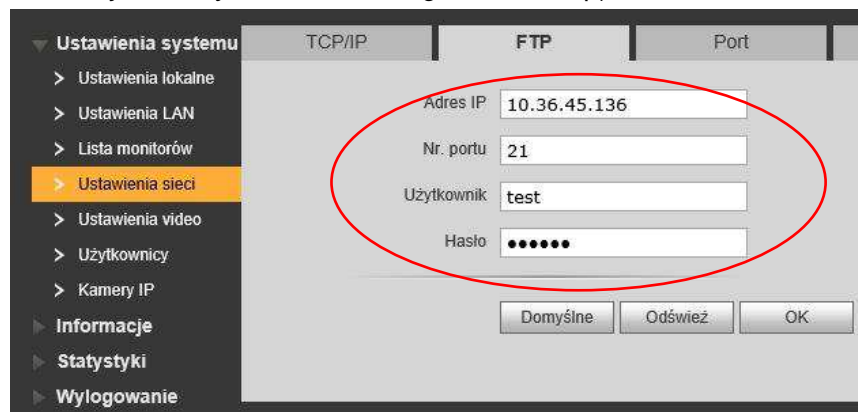 Ustawienia systemu
TCP/IP
FTP
Port
Ustawienia lokalne
Ustawienia LAN
Lista monitorów
Ustawienia sieci
Ustawienia video
Użytkownicy
Kamery IP
Informacje
Statystyki
Wylogowanie
Adres IP 10.36.45.136
Nr. portu 21
Użytkownik test
Hasło ●●●●●●
Domyślne
Odśwież
OK